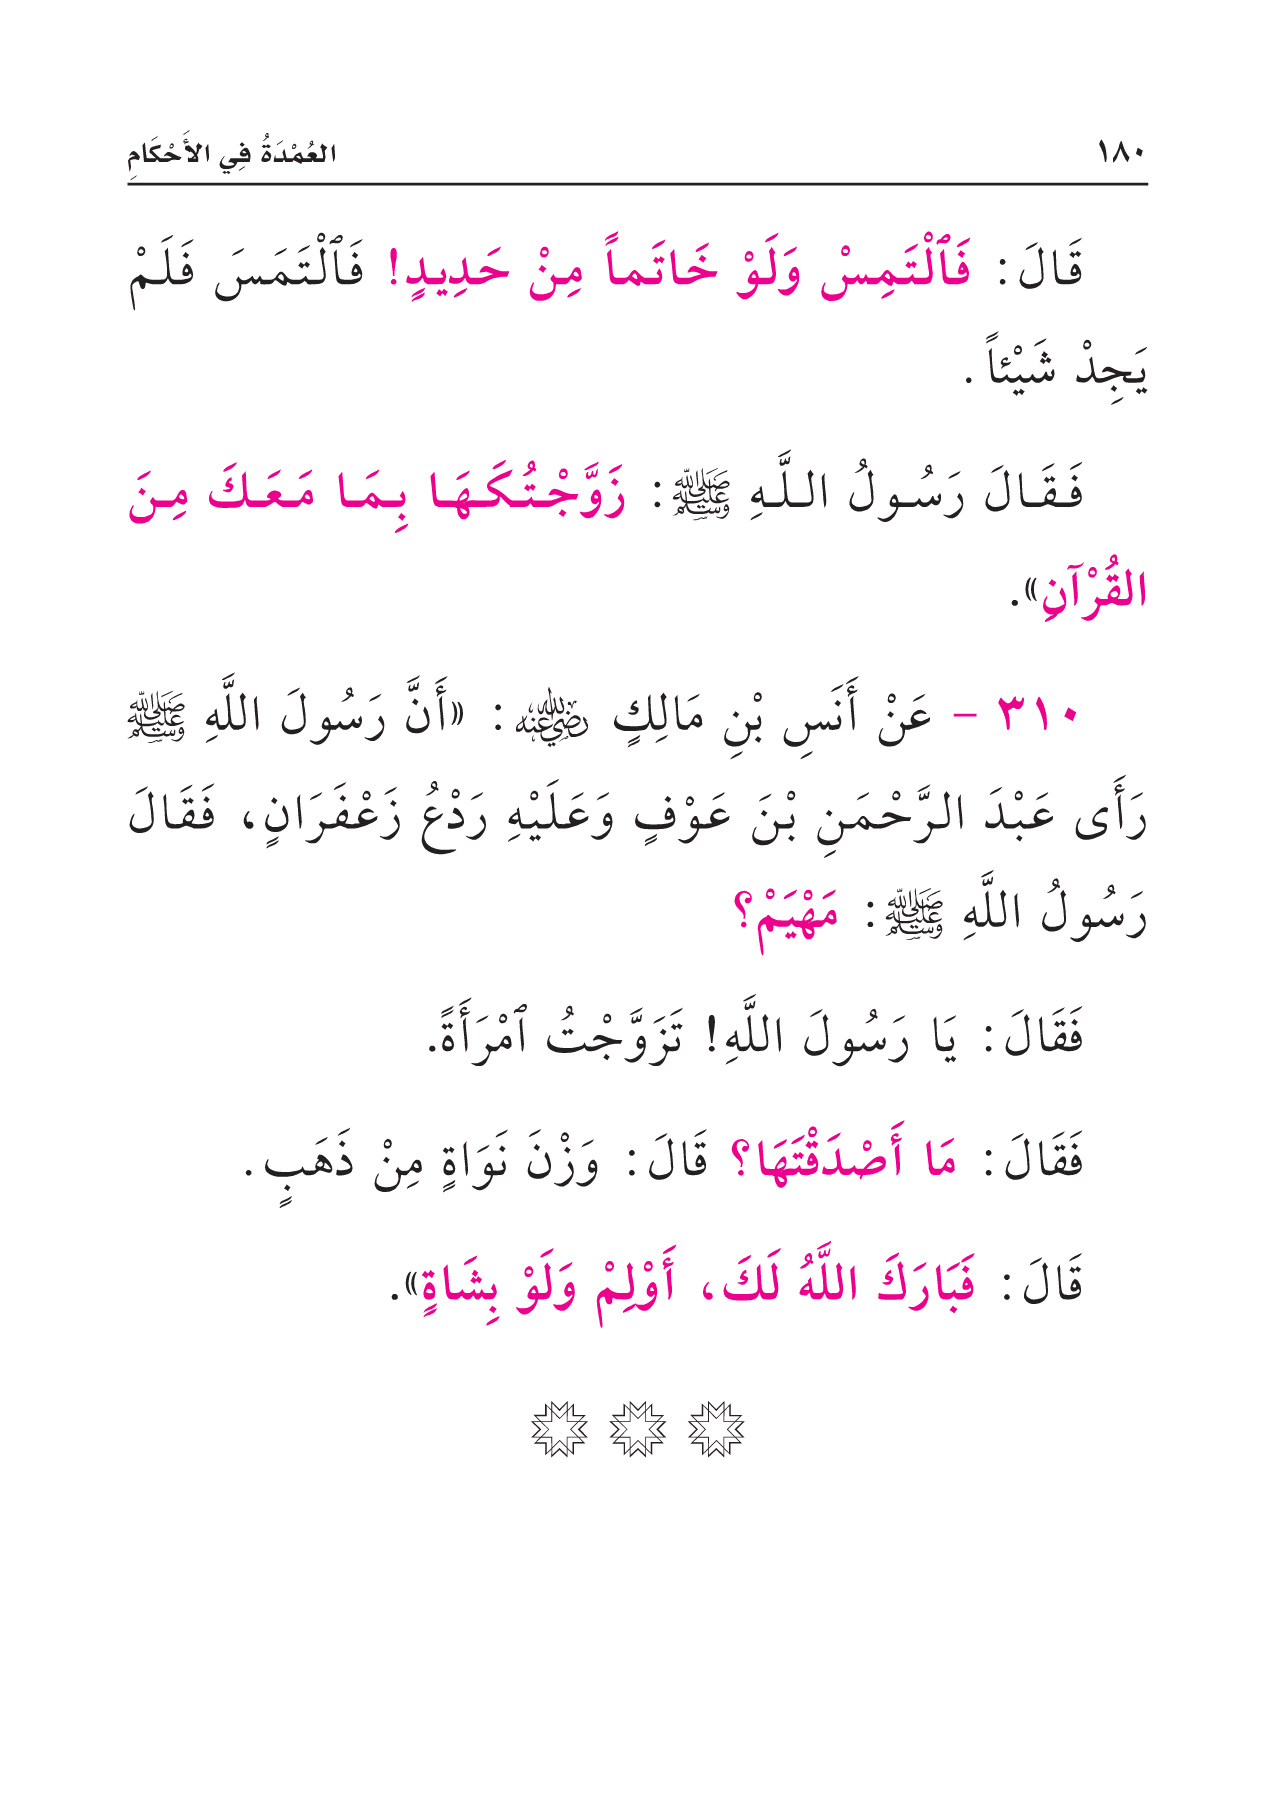 ١٨٠ العُمْدَةُ فِي الأَحْكَامِ
قَالَ: فَٱلْتَمِسْ وَلَوْ خَاتَماً مِنْ حَدِيدٍ! فَٱلْتَمَسَ فَلَمْ
يَجِدْ شَيْئاً.
فَقَالَ رَسُولُ اللَّهِ ﷺ: زَوَّجْتُكَهَا بِمَا مَعَكَ مِنَ
القُرْآنِ».
٣١٠ – عَنْ أَنَسِ بْنِ مَالِكٍ رضي الله عنه: «أَنَّ رَسُولَ اللَّهِ ﷺ
رَأَى عَبْدَ الرَّحْمَنِ بْنَ عَوْفٍ وَعَلَيْهِ رَدْعُ زَعْفَرَانٍ، فَقَالَ
رَسُولُ اللَّهِ ﷺ: مَهْيَمْ؟
فَقَالَ: يَا رَسُولَ اللَّهِ! تَزَوَّجْتُ ٱمْرَأَةً.
فَقَالَ: مَا أَصْدَقْتَهَا؟ قَالَ: وَزْنَ نَوَاةٍ مِنْ ذَهَبٍ.
قَالَ: فَبَارَكَ اللَّهُ لَكَ، أَوْلِمْ وَلَوْ بِشَاةٍ».